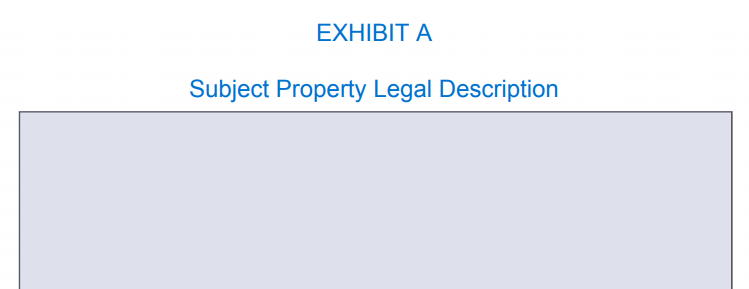 EXHIBIT A
Subject Property Legal Description